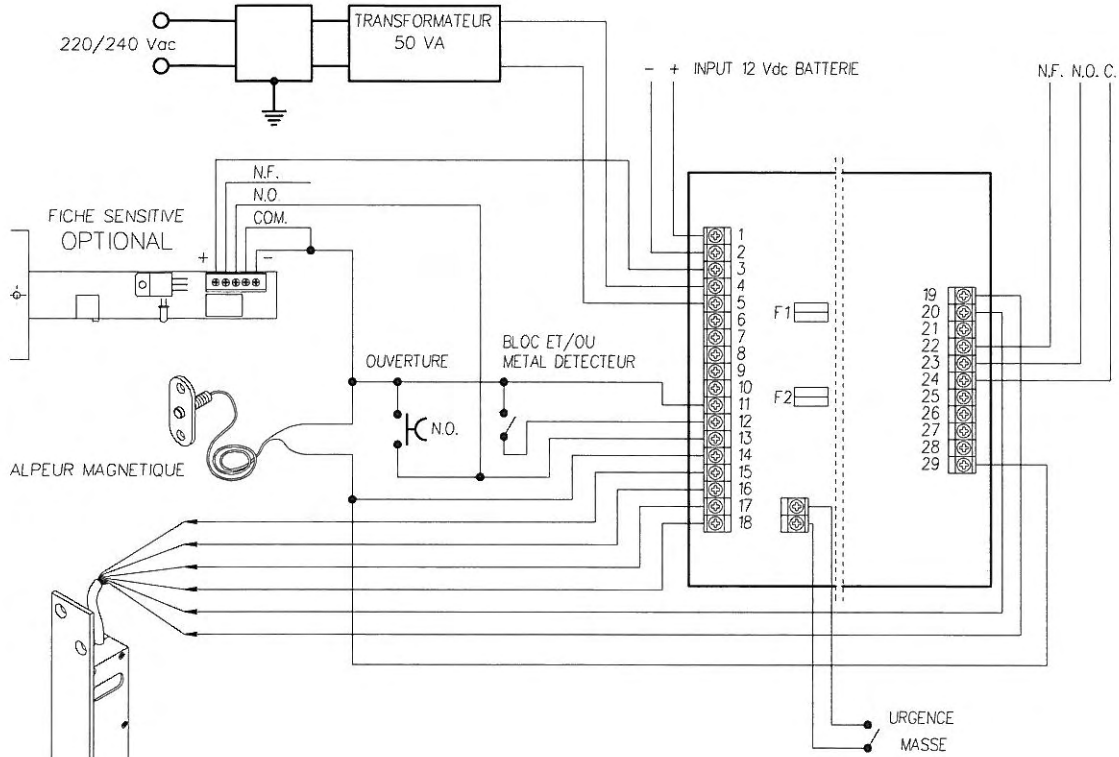 TRANSFORMATEUR
50 VA
220/240 Vac
- + INPUT 12 Vdc BATTERIE
N.F. N.O. C.
N.F.
N.O
COM.
FICHE SENSITIVE
OPTIONAL
+ -
1
2
3
4
5
6
7
8
9
10
11
12
13
14
15
16
17
18
F1
F2
19
20
21
22
23
24
25
26
27
28
29
OUVERTURE
BLOC ET/OU
METAL DETECTEUR
N.O.
ALPEUR MAGNETIQUE
URGENCE
MASSE